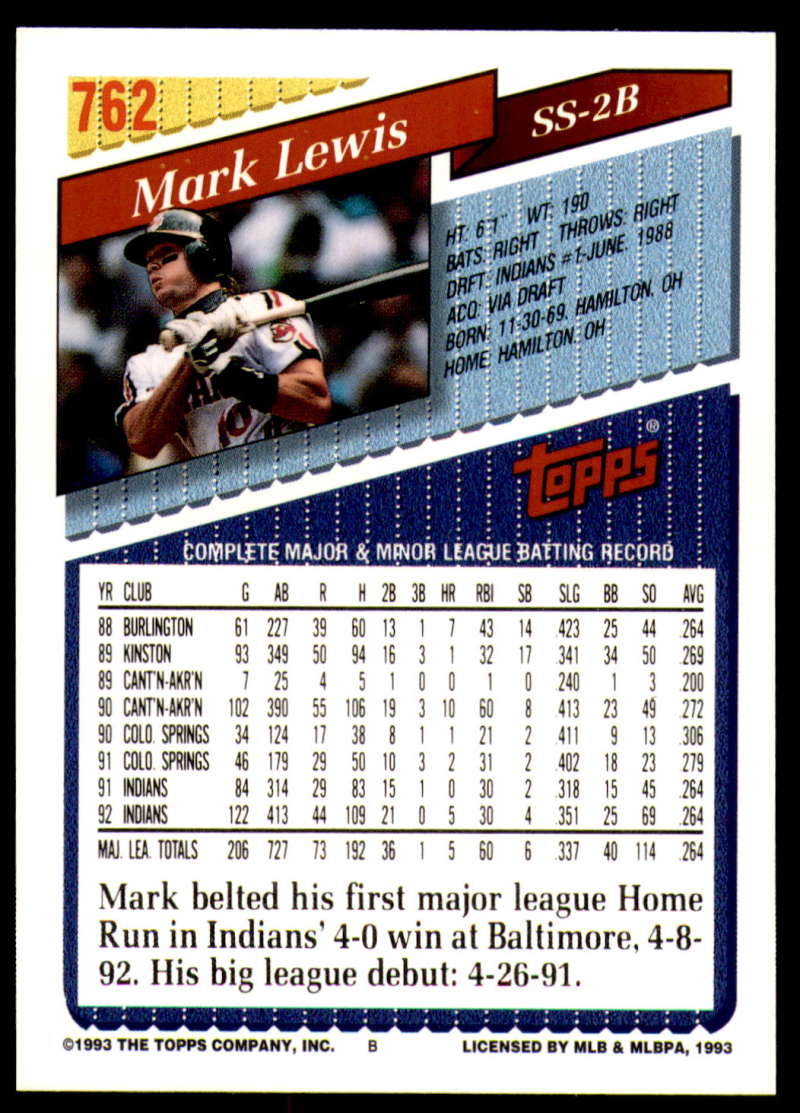 762
Mark Lewis
SS-2B
HT: 6'1" WT: 190
BATS: RIGHT THROWS: RIGHT
DRFT: INDIANS #1-JUNE, 1988
ACQ: VIA DRAFT
BORN: 11-30-69, HAMILTON, OH
HOME: HAMILTON, OH
10
TOPPS®
COMPLETE MAJOR & MINOR LEAGUE BATTING RECORD
YR CLUB G AB R H 2B 3B HR RBI SB SLG BB SO AVG
88 BURLINGTON 61 227 39 60 13 1 7 43 14 .423 25 44 .264
89 KINSTON 93 349 50 94 16 3 1 32 17 .341 34 50 .269
89 CANT'N-AKR'N 7 25 4 5 1 0 0 1 0 .240 1 3 .200
90 CANT'N-AKR'N 102 390 55 106 19 3 10 60 8 .413 23 49 .272
90 COLO. SPRINGS 34 124 17 38 8 1 1 21 2 .411 9 13 .306
91 COLO. SPRINGS 46 179 29 50 10 3 2 31 2 .402 18 23 .279
91 INDIANS 84 314 29 83 15 1 0 30 2 .318 15 45 .264
92 INDIANS 122 413 44 109 21 0 5 30 4 .351 25 69 .264
MAJ. LEA. TOTALS 206 727 73 192 36 1 5 60 6 .337 40 114 .264
Mark belted his first major league Home
Run in Indians' 4-0 win at Baltimore, 4-8-
92. His big league debut: 4-26-91.
©1993 THE TOPPS COMPANY, INC. B LICENSED BY MLB & MLBPA, 1993